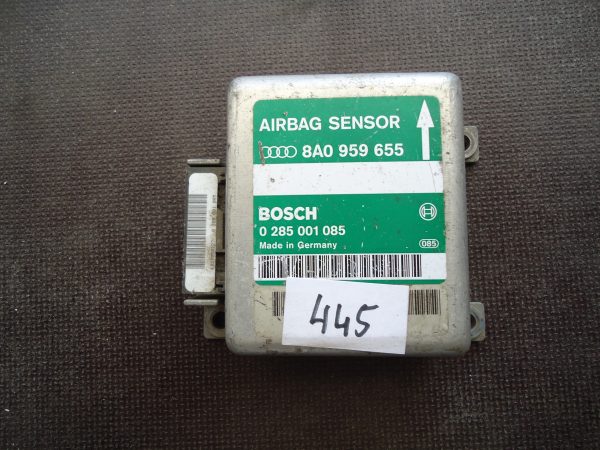 AIRBAG SENSOR
8A0 959 655
BOSCH
0 285 001 085
Made in Germany
085
445